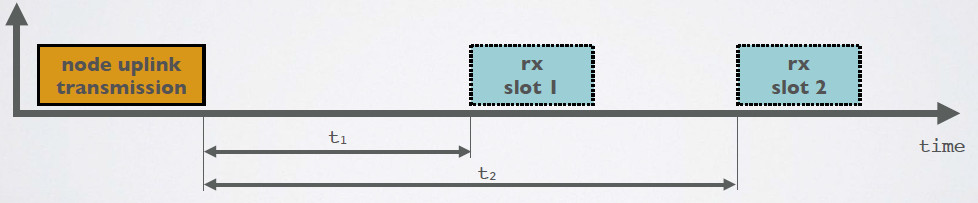 node uplink
transmission
rx
slot 1
rx
slot 2
t₁
time
t₂